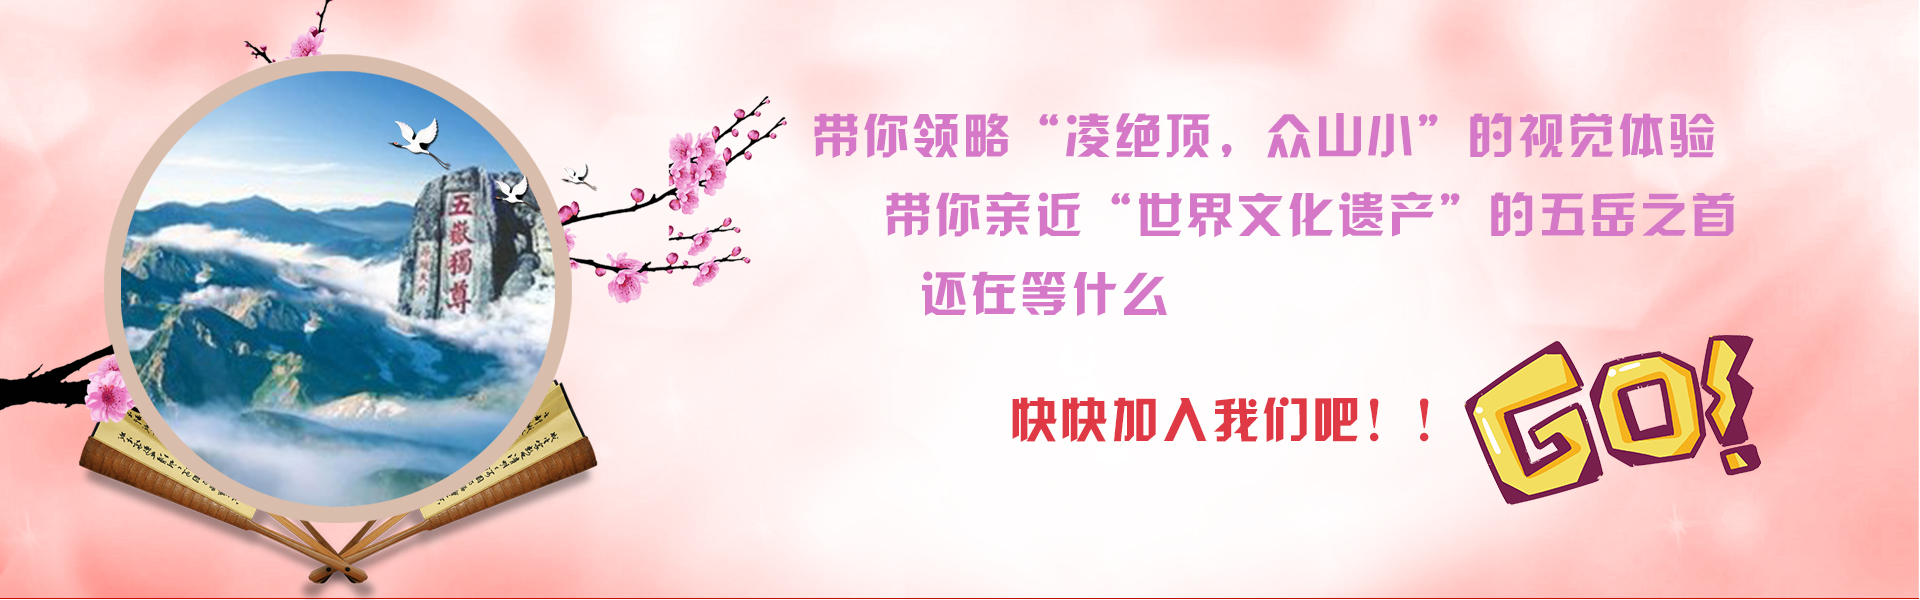 五嶽獨尊
带你领略“凌绝顶，众山小”的视觉体验
带你亲近“世界文化遗产”的五岳之首
还在等什么
快快加入我们吧！！
GO!